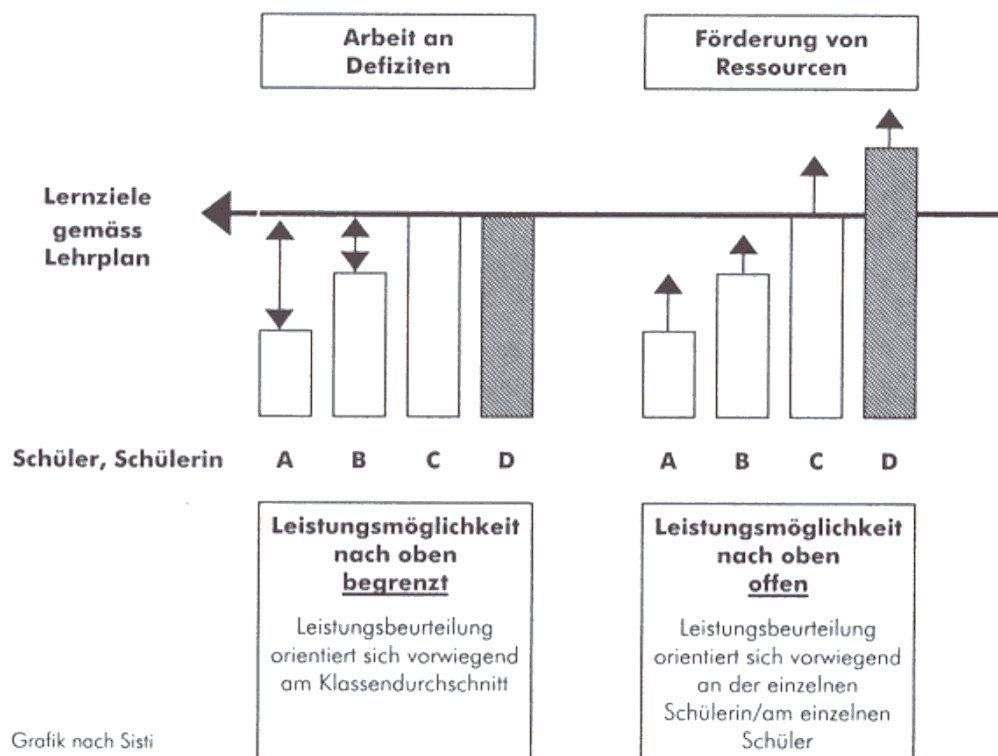 Arbeit an
Defiziten
Förderung von
Ressourcen
Lernziele
gemäss
Lehrplan
Schüler, Schülerin A B C D A B C D
Leistungsmöglichkeit
nach oben
begrenzt
Leistungsbeurteilung
orientiert sich vorwiegend
am Klassendurchschnitt
Leistungsmöglichkeit
nach oben
offen
Leistungsbeurteilung
orientiert sich vorwiegend
an der einzelnen
Schülerin/am einzelnen
Schüler
Grafik nach Sisti